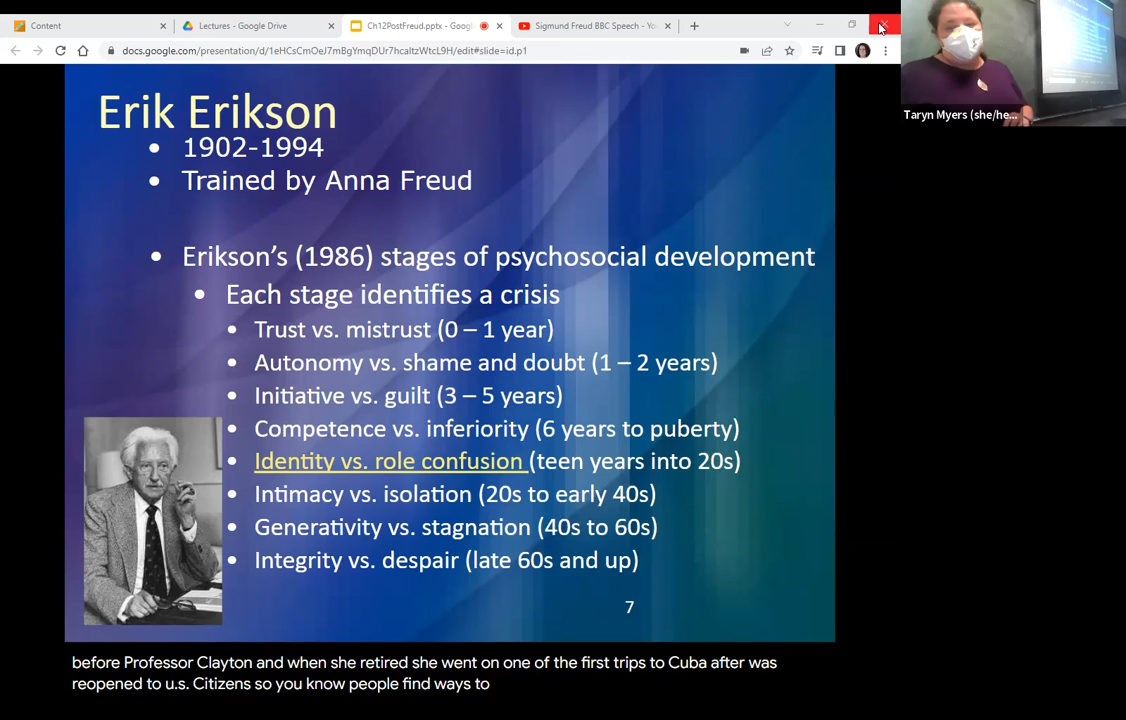 Content
Lectures - Google Drive
Ch12PostFreud.pptx - Goog
Sigmund Freud BBC Speech - Yo
docs.google.com/presentation/d/1eHCsCmOeJ7mBgYmqDUr7hcaItzWtcL9H/edit#slide=id.p1
Taryn Myers (she/he...
Erik Erikson
• 1902-1994
• Trained by Anna Freud
• Erikson's (1986) stages of psychosocial development
• Each stage identifies a crisis
• Trust vs. mistrust (0 – 1 year)
• Autonomy vs. shame and doubt (1 – 2 years)
• Initiative vs. guilt (3 – 5 years)
• Competence vs. inferiority (6 years to puberty)
• Identity vs. role confusion (teen years into 20s)
• Intimacy vs. isolation (20s to early 40s)
• Generativity vs. stagnation (40s to 60s)
• Integrity vs. despair (late 60s and up)
7
before Professor Clayton and when she retired she went on one of the first trips to Cuba after was
reopened to u.s. Citizens so you know people find ways to